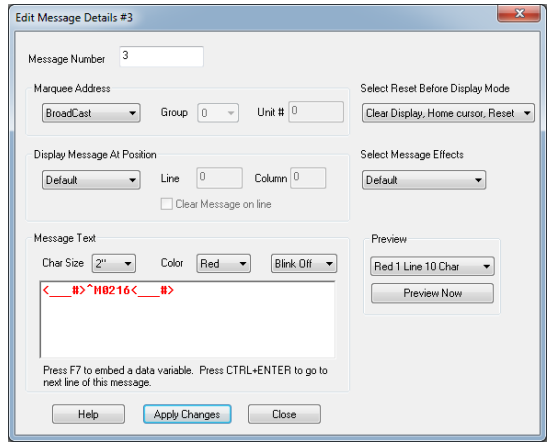 Edit Message Details #3
Message Number 3
Marquee Address
BroadCast Group 0 Unit # 0
Select Reset Before Display Mode
Clear Display, Home cursor, Reset
Display Message At Position
Default Line 0 Column 0
Clear Message on line
Select Message Effects
Default
Message Text
Char Size 2" Color Red Blink Off
<___#>^M0216<___#>
Press F7 to embed a data variable. Press CTRL+ENTER to go to
next line of this message.
Preview
Red 1 Line 10 Char
Preview Now
Help Apply Changes Close